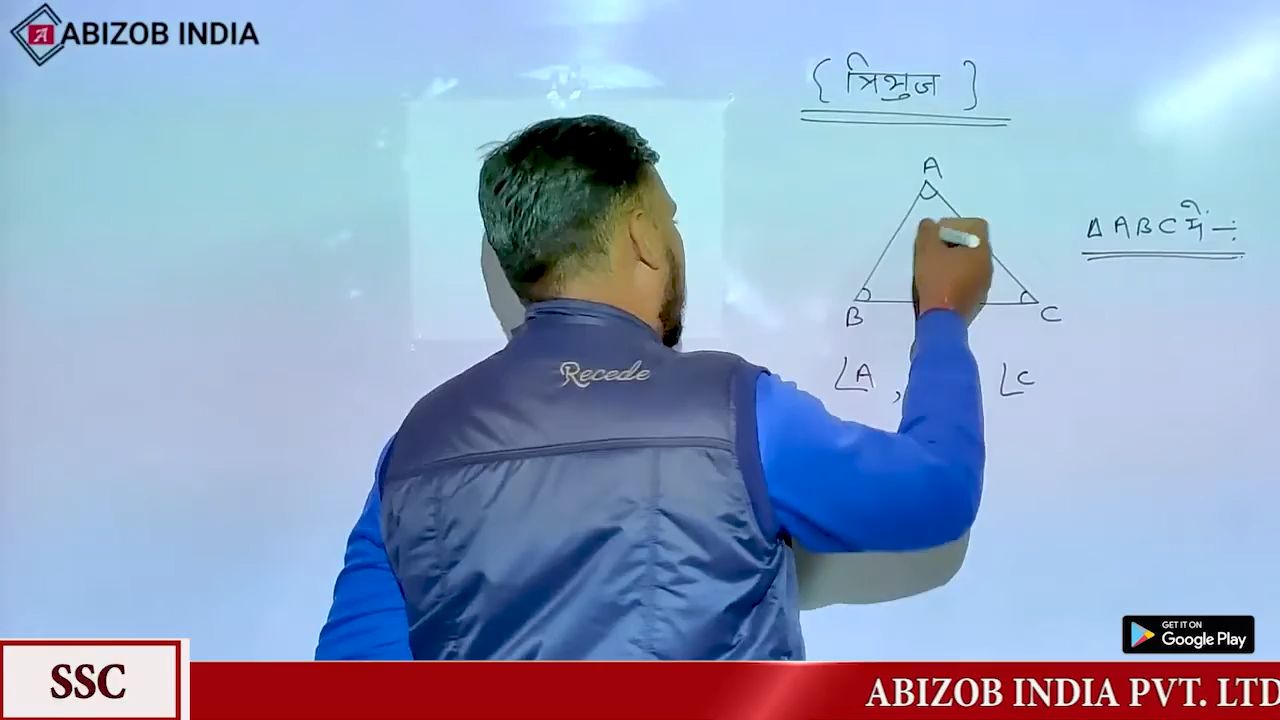 ABIZOB INDIA
{ त्रिभुज }
A
Δ ABC में :-
B
C
∠A , ∠C
Recede
GET IT ON
Google Play
SSC
ABIZOB INDIA PVT. LTD